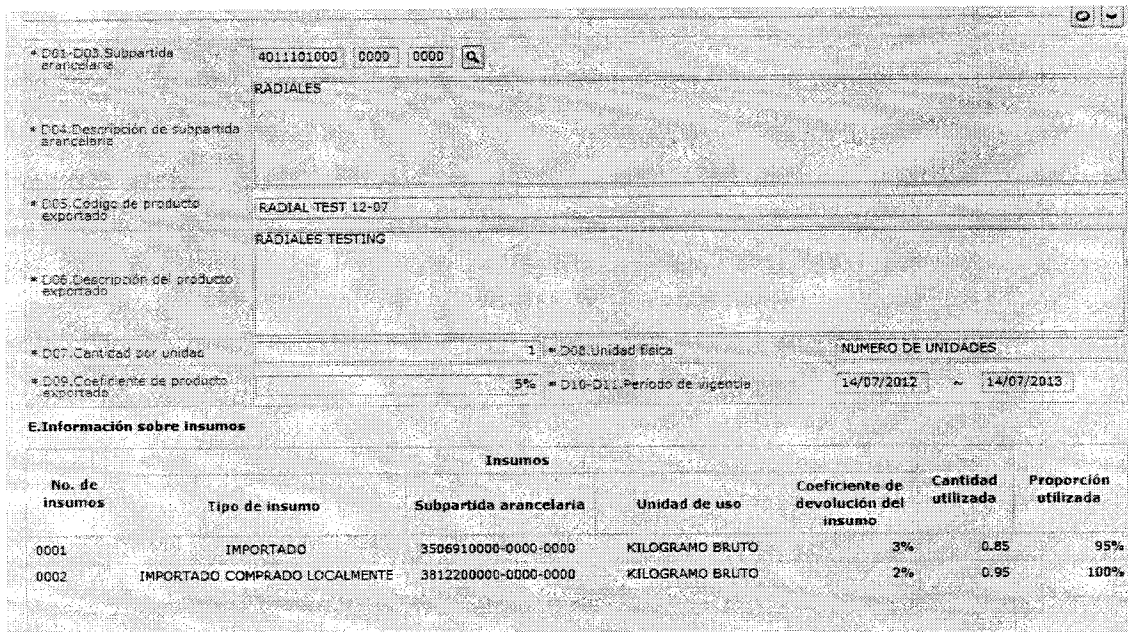 * D01-D03.Subpartida arancelaria 4011101000 0000 0000
* D04.Descripción de subpartida arancelaria RADIALES
* D05.Código de producto exportado RADIAL TEST 12-07
* D06.Descripción del producto exportado RADIALES TESTING
* D07.Cantidad por unidad 1 * D08.Unidad física NUMERO DE UNIDADES
* D09.Coeficiente de producto exportado 5% * D10-D11.Período de vigencia 14/07/2012 ~ 14/07/2013
E.Información sobre insumos
Insumos
No. de insumos Tipo de insumo Subpartida arancelaria Unidad de uso Coeficiente de devolución del insumo Cantidad utilizada Proporción utilizada
0001 IMPORTADO 3506910000-0000-0000 KILOGRAMO BRUTO 3% 0.85 95%
0002 IMPORTADO COMPRADO LOCALMENTE 3812200000-0000-0000 KILOGRAMO BRUTO 2% 0.95 100%